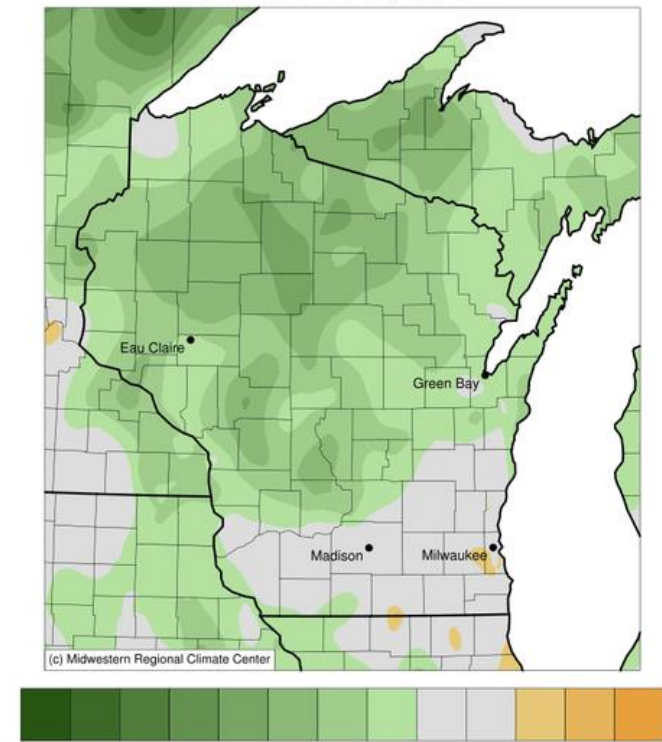 Eau Claire
Green Bay
Madison
Milwaukee
(c) Midwestern Regional Climate Center